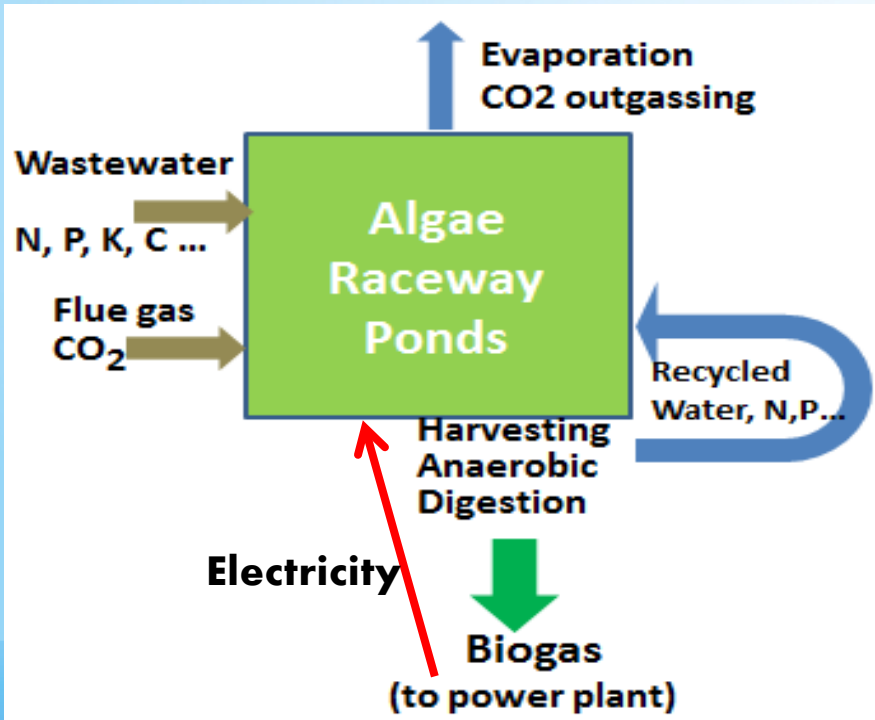 Evaporation
CO2 outgassing
Wastewater
N, P, K, C ...
Flue gas
CO₂
Algae
Raceway
Ponds
Recycled
Water, N,P...
Harvesting
Anaerobic
Digestion
Electricity
Biogas
(to power plant)